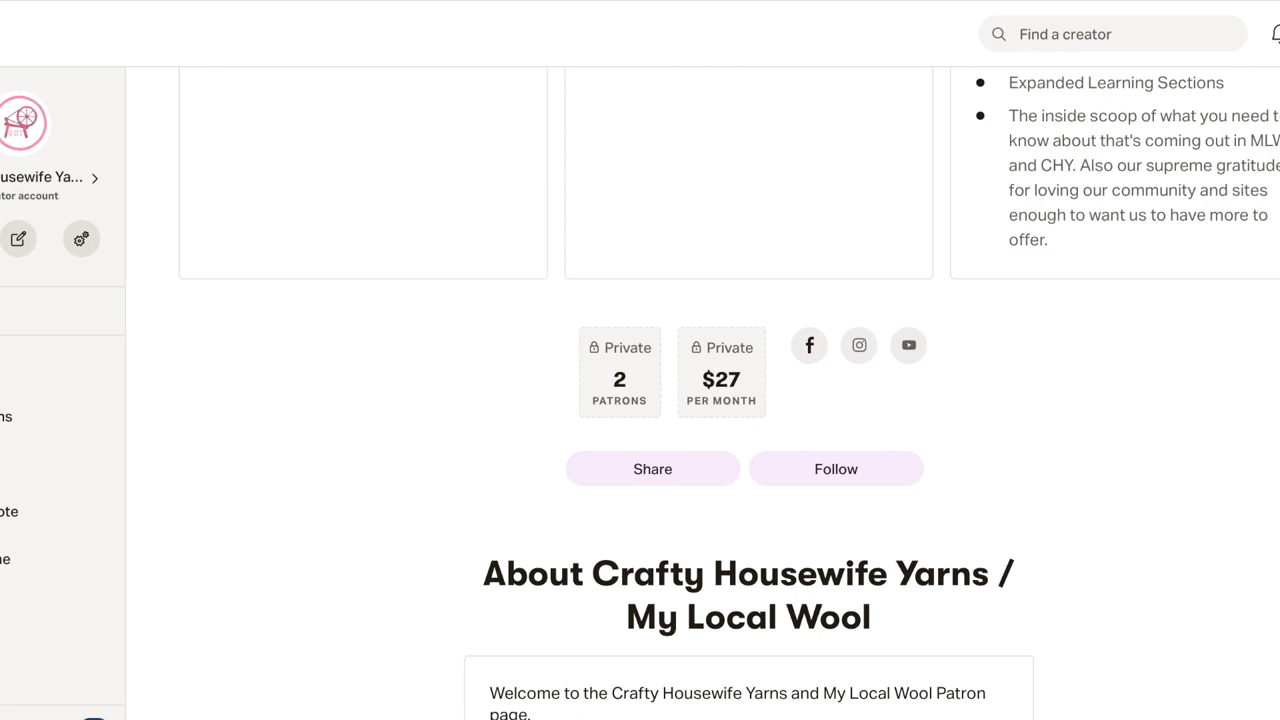 Find a creator
Expanded Learning Sections
The inside scoop of what you need t
know about that's coming out in MLW
and CHY. Also our supreme gratitude
for loving our community and sites
enough to want us to have more to
offer.
usewife Ya...
tor account
Private
2
PATRONS
Private
$27
PER MONTH
Share
Follow
ns
ote
ne
About Crafty Housewife Yarns /
My Local Wool
Welcome to the Crafty Housewife Yarns and My Local Wool Patron
page.